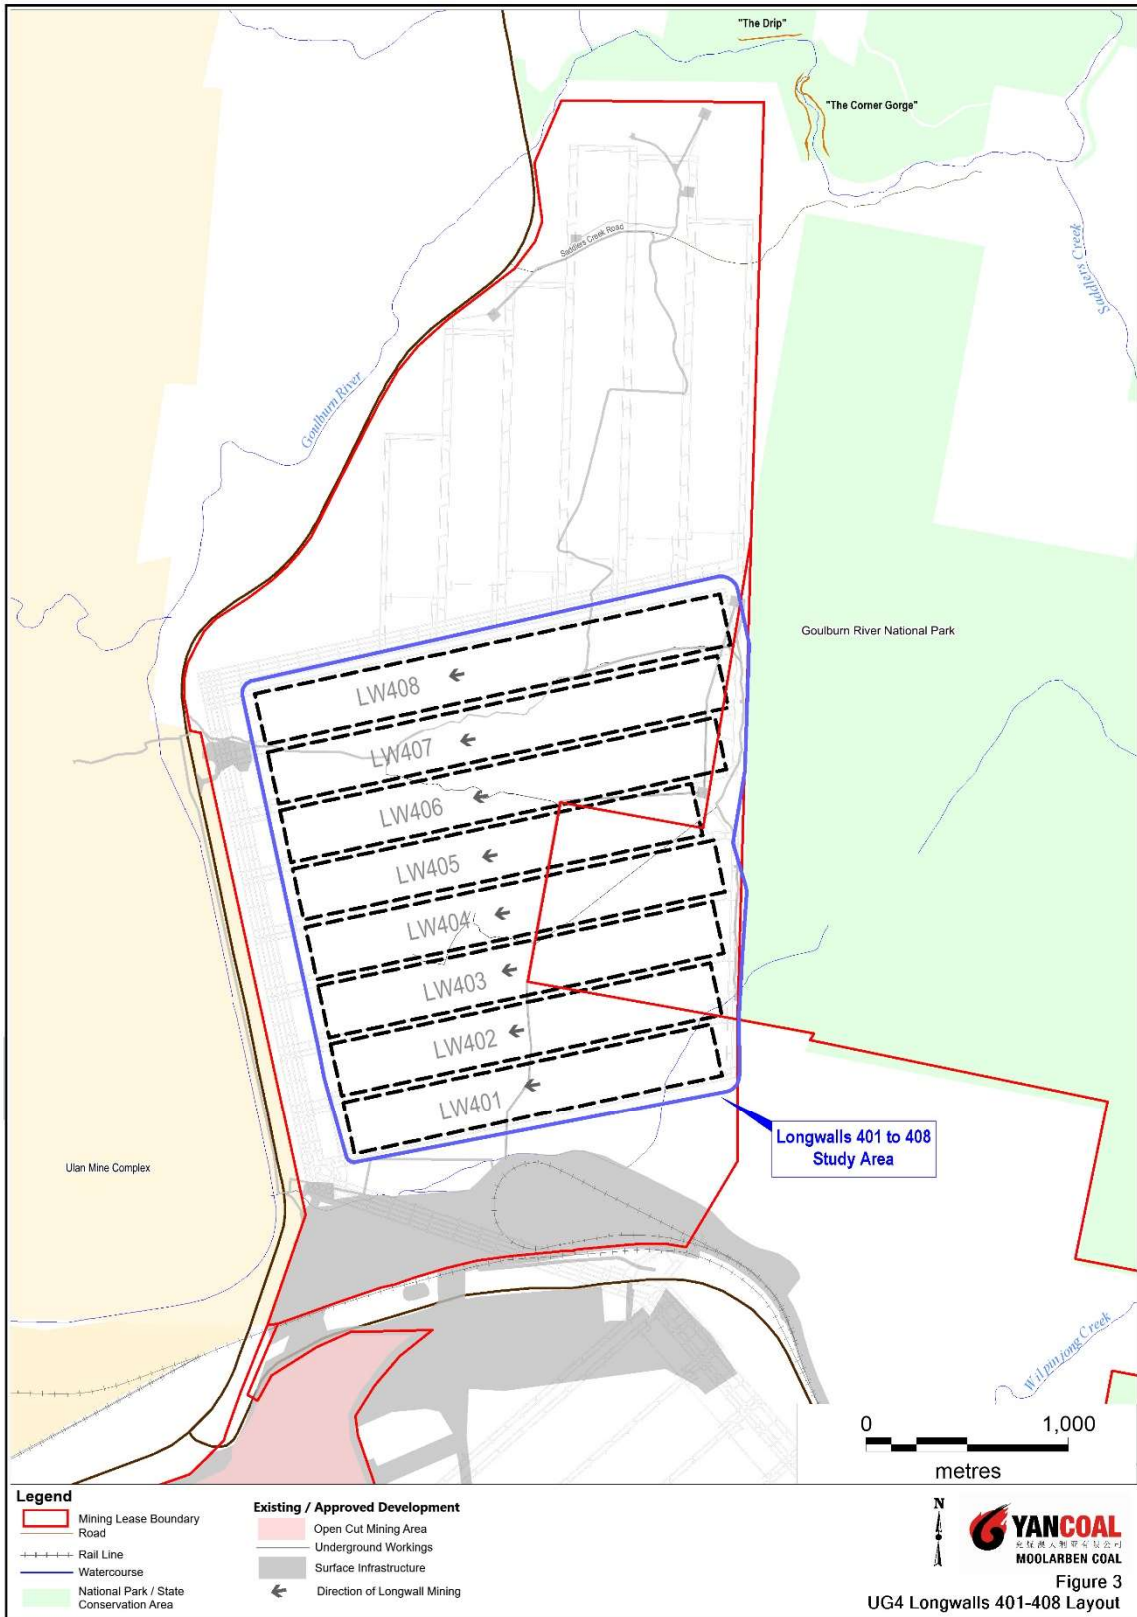 "The Drip"
"The Corner Gorge"
Saddlers Creek Road
Saddlers Creek
Goulburn River
Goulburn River National Park
LW408
LW407
LW406
LW405
LW404
LW403
LW402
LW401
Longwalls 401 to 408
Study Area
Ulan Mine Complex
Wilpinjong Creek
0 1,000
metres
Legend
Mining Lease Boundary
Road
Rail Line
Watercourse
National Park / State
Conservation Area
Existing / Approved Development
Open Cut Mining Area
Underground Workings
Surface Infrastructure
Direction of Longwall Mining
N
YANCOAL
MOOLARBEN COAL
Figure 3
UG4 Longwalls 401-408 Layout